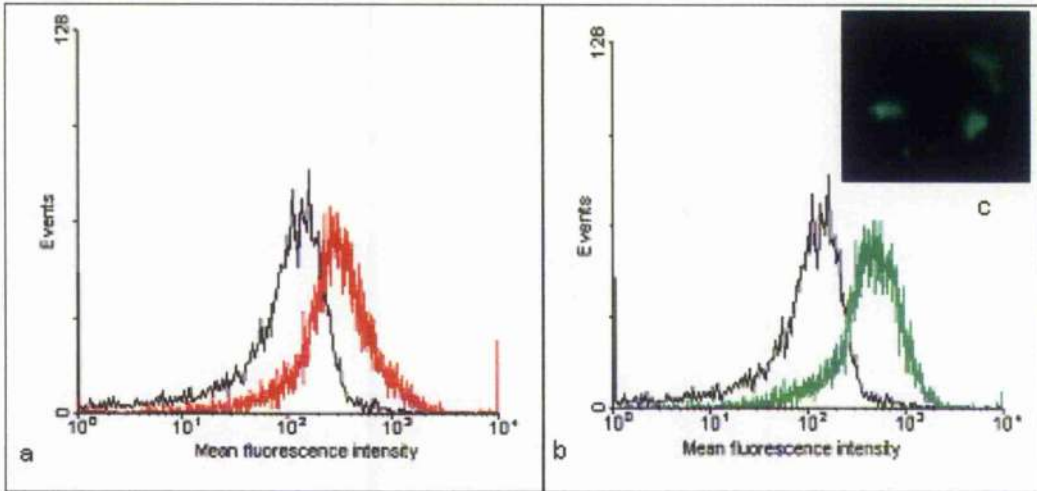 128
Events
0
10⁰ 10¹ 10² 10³ 10⁴
Mean fluorescence intensity
a
128
Events
0
10⁰ 10¹ 10² 10³ 10⁴
Mean fluorescence intensity
b
c